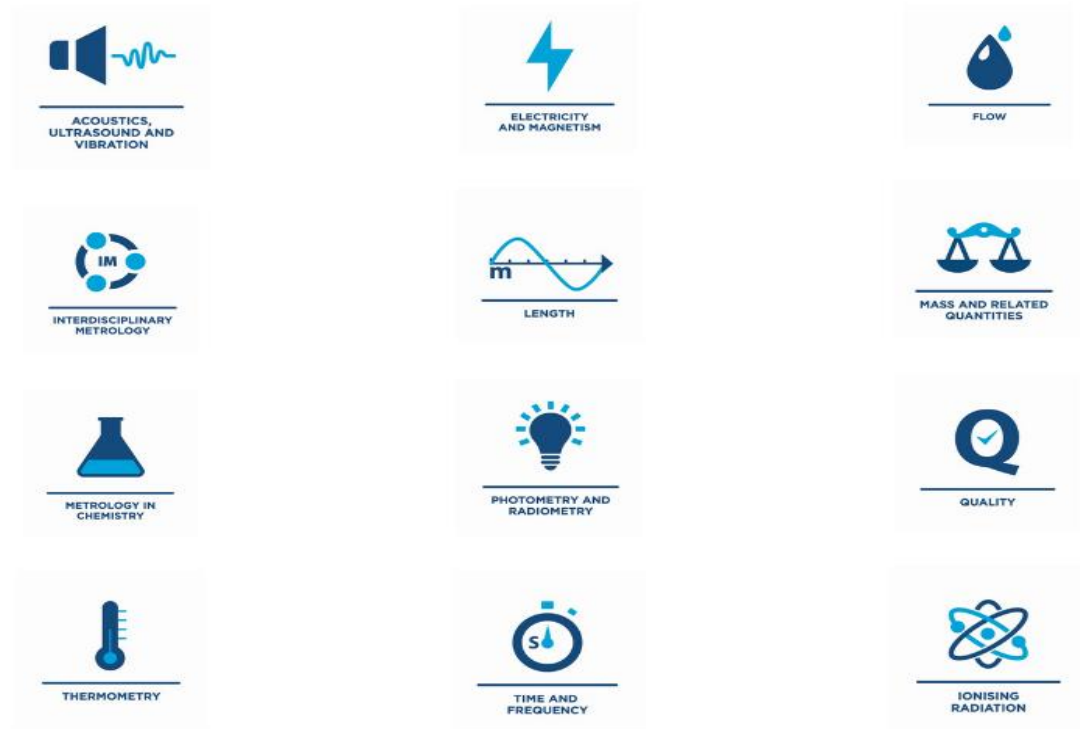 ACOUSTICS,
ULTRASOUND AND
VIBRATION
ELECTRICITY
AND MAGNETISM
FLOW
IM
INTERDISCIPLINARY
METROLOGY
m
LENGTH
MASS AND RELATED
QUANTITIES
METROLOGY IN
CHEMISTRY
PHOTOMETRY AND
RADIOMETRY
Q
QUALITY
THERMOMETRY
S
TIME AND
FREQUENCY
IONISING
RADIATION